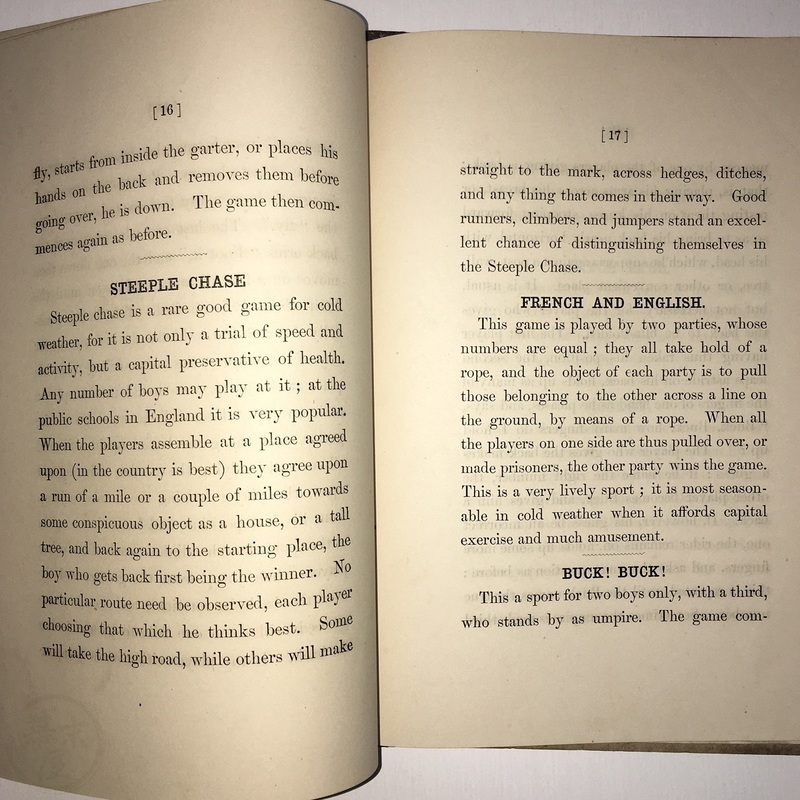 [ 16 ]
fly, starts from inside the garter, or places his
hands on the back and removes them before
going over, he is down. The game then com-
mences again as before.
STEEPLE CHASE
Steeple chase is a rare good game for cold
weather, for it is not only a trial of speed and
activity, but a capital preservative of health.
Any number of boys may play at it ; at the
public schools in England it is very popular.
When the players assemble at a place agreed
upon (in the country is best) they agree upon
a run of a mile or a couple of miles towards
some conspicuous object as a house, or a tall
tree, and back again to the starting place, the
boy who gets back first being the winner. No
particular route need be observed, each player
choosing that which he thinks best. Some
will take the high road, while others will make
[ 17 ]
straight to the mark, across hedges, ditches,
and any thing that comes in their way. Good
runners, climbers, and jumpers stand an excel-
lent chance of distinguishing themselves in
the Steeple Chase.
FRENCH AND ENGLISH.
This game is played by two parties, whose
numbers are equal ; they all take hold of a
rope, and the object of each party is to pull
those belonging to the other across a line on
the ground, by means of a rope. When all
the players on one side are thus pulled over, or
made prisoners, the other party wins the game.
This is a very lively sport ; it is most season-
able in cold weather when it affords capital
exercise and much amusement.
BUCK! BUCK!
This a sport for two boys only, with a third,
who stands by as umpire. The game com-